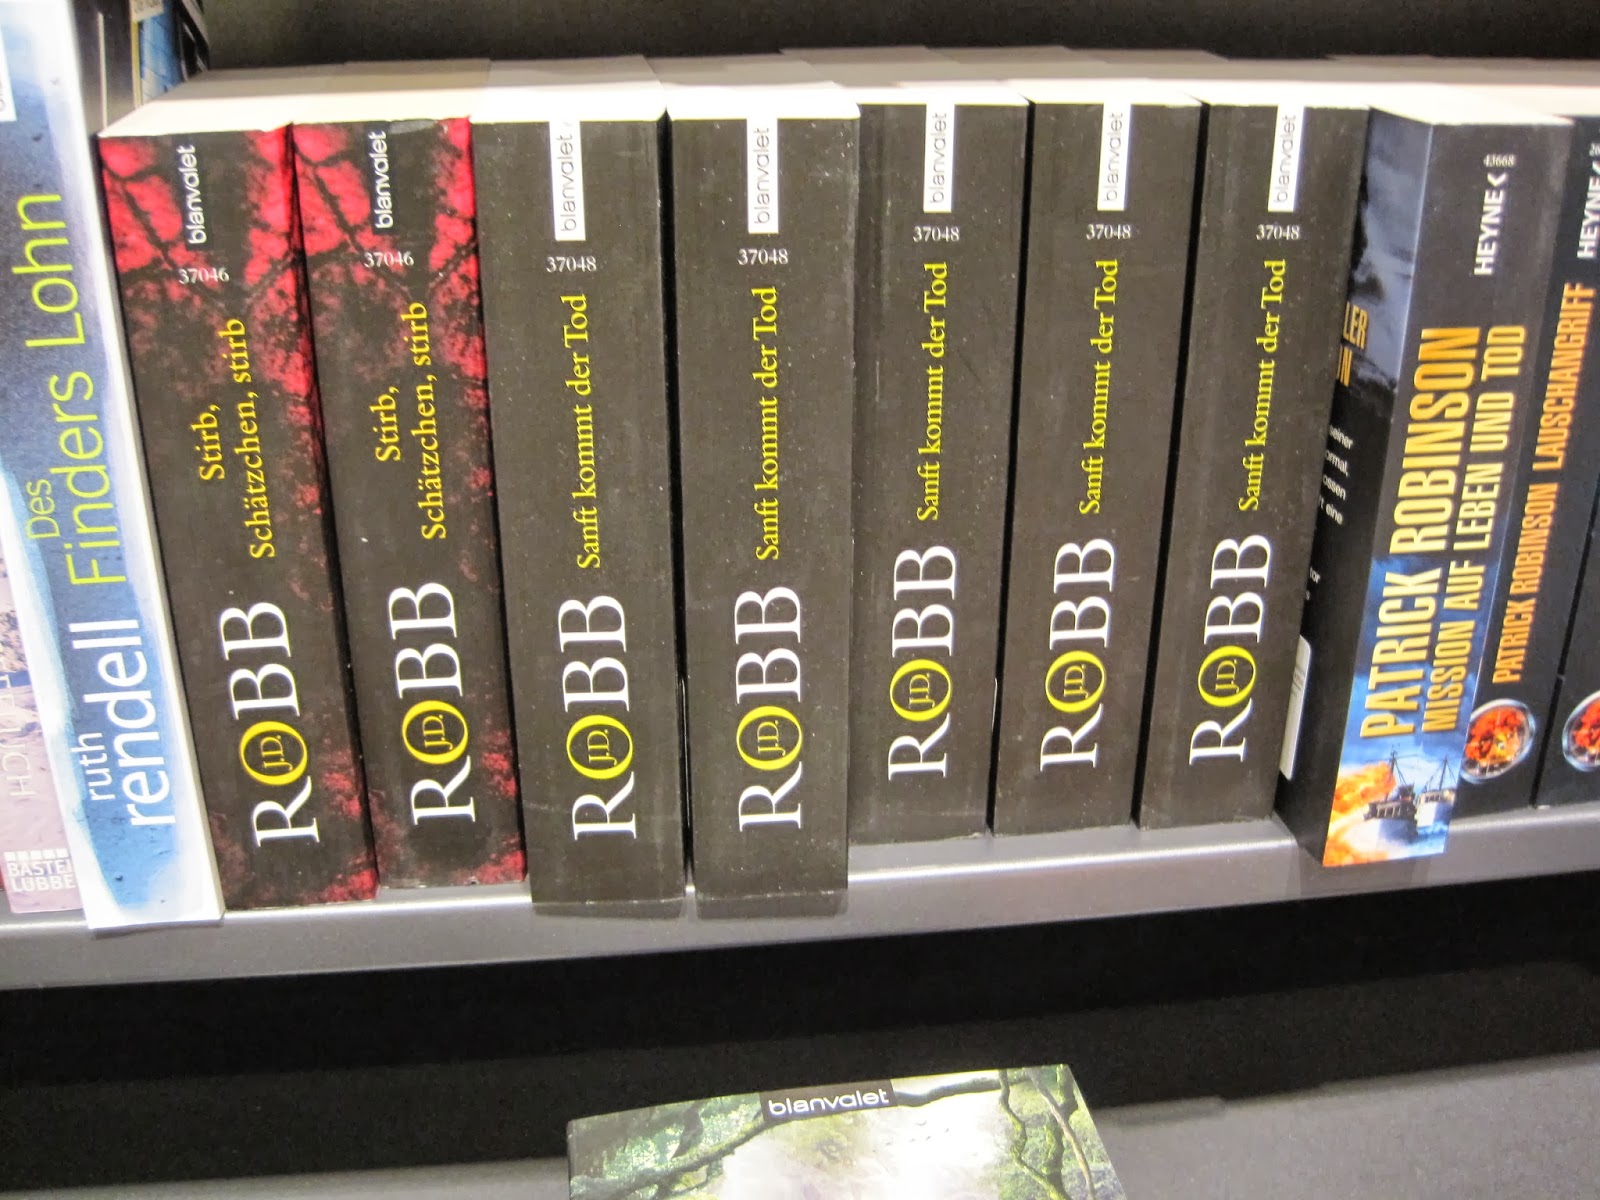 ruth
rendell
Des
Finders Lohn
BASTEI
LÜBBE
ROBB
J.D.
Stirb,
Schätzchen, stirb
37046
blanvalet
ROBB
J.D.
Stirb,
Schätzchen, stirb
37046
blanvalet
ROBB
J.D.
Sanft kommt der Tod
37048
blanvalet
ROBB
J.D.
Sanft kommt der Tod
37048
blanvalet
ROBB
J.D.
Sanft kommt der Tod
37048
blanvalet
ROBB
J.D.
Sanft kommt der Tod
37048
blanvalet
ROBB
J.D.
Sanft kommt der Tod
37048
blanvalet
PATRICK ROBINSON
MISSION AUF LEBEN UND TOD
43668
HEYNE
PATRICK ROBINSON LAUSCHANGRIFF
HEYNE
blanvalet